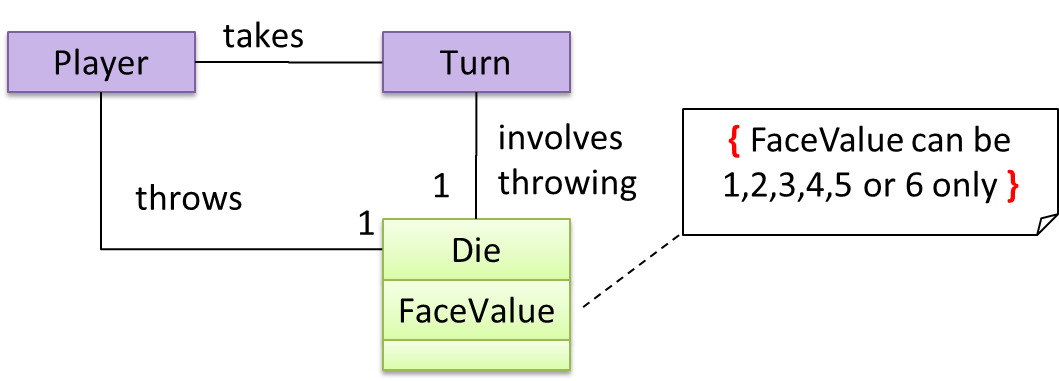 takes
Player
Turn
involves
throwing
1
throws
1
Die
FaceValue
{ FaceValue can be
1,2,3,4,5 or 6 only }